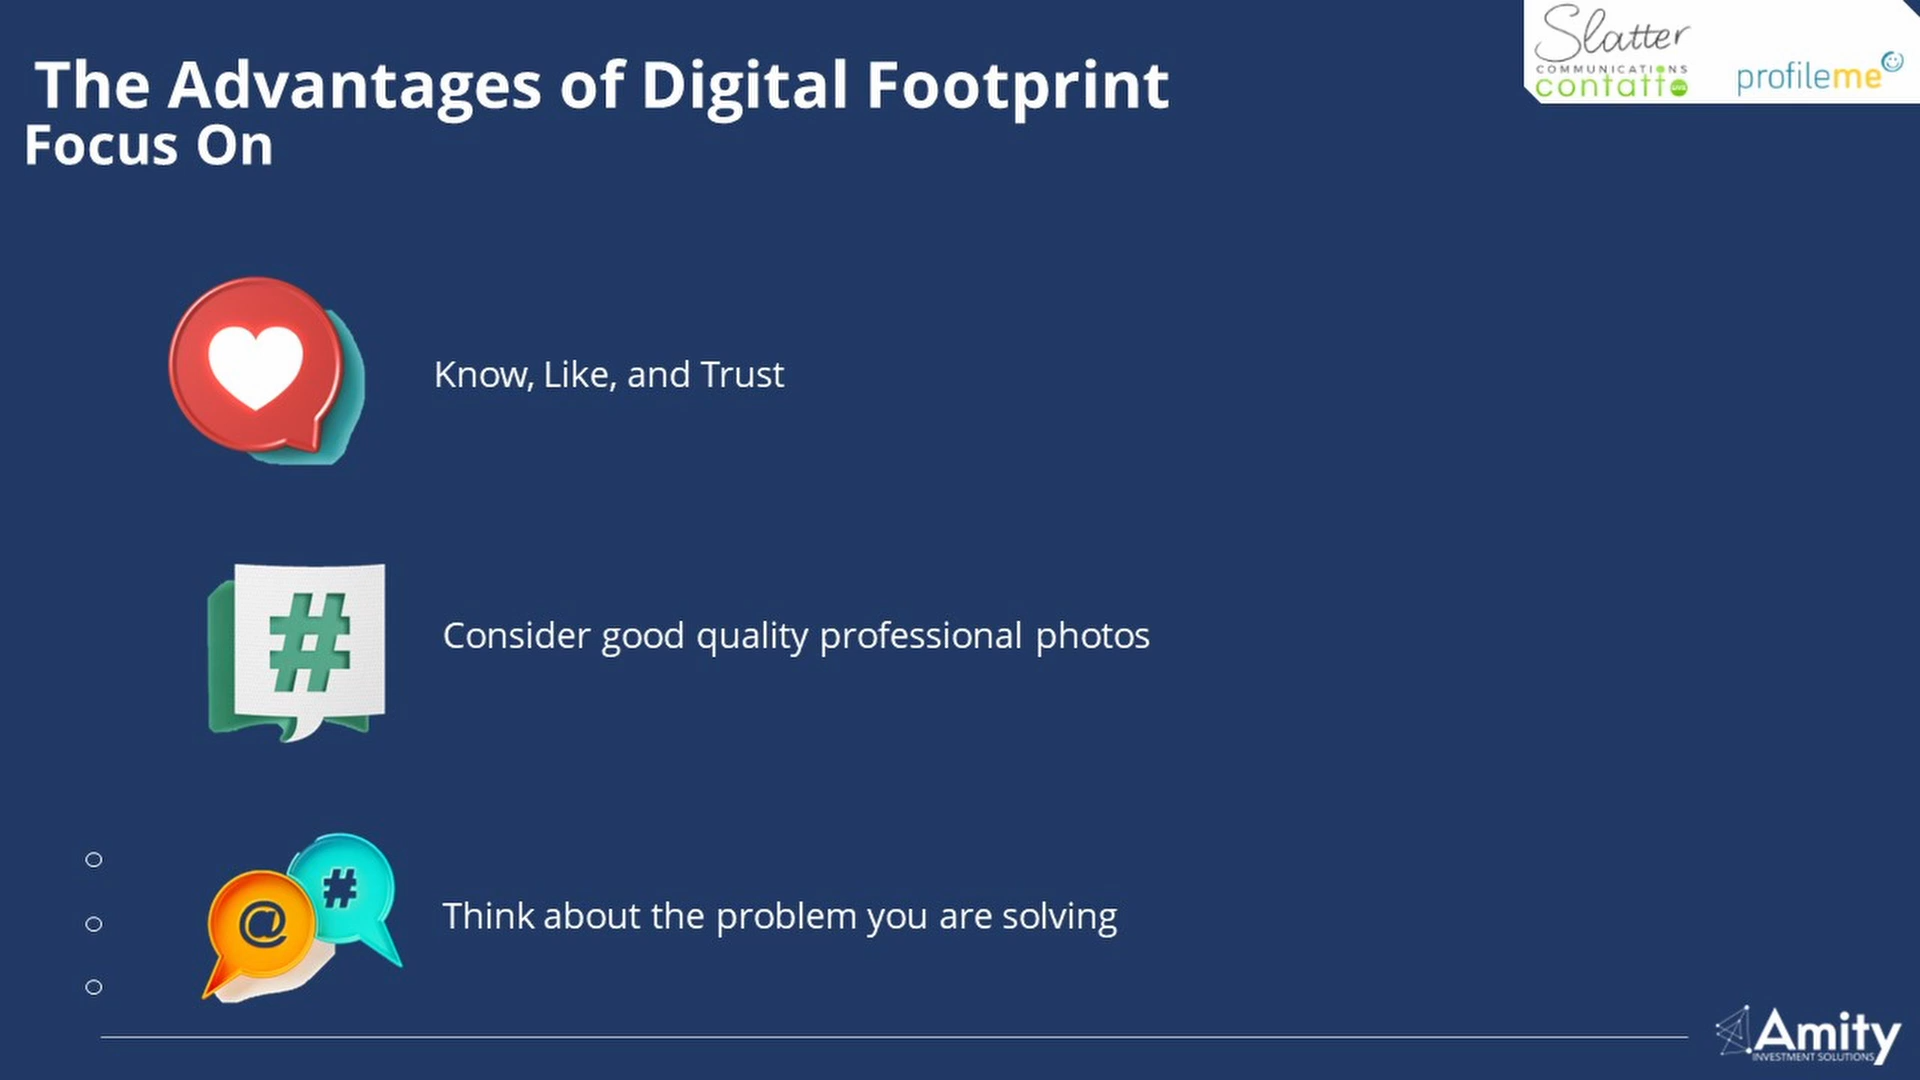 The Advantages of Digital Footprint
Focus On
Slatter
COMMUNICATIONS
contatto
profileme
Know, Like, and Trust
#
Consider good quality professional photos
@ #
Think about the problem you are solving
Amity
INVESTMENT SOLUTIONS